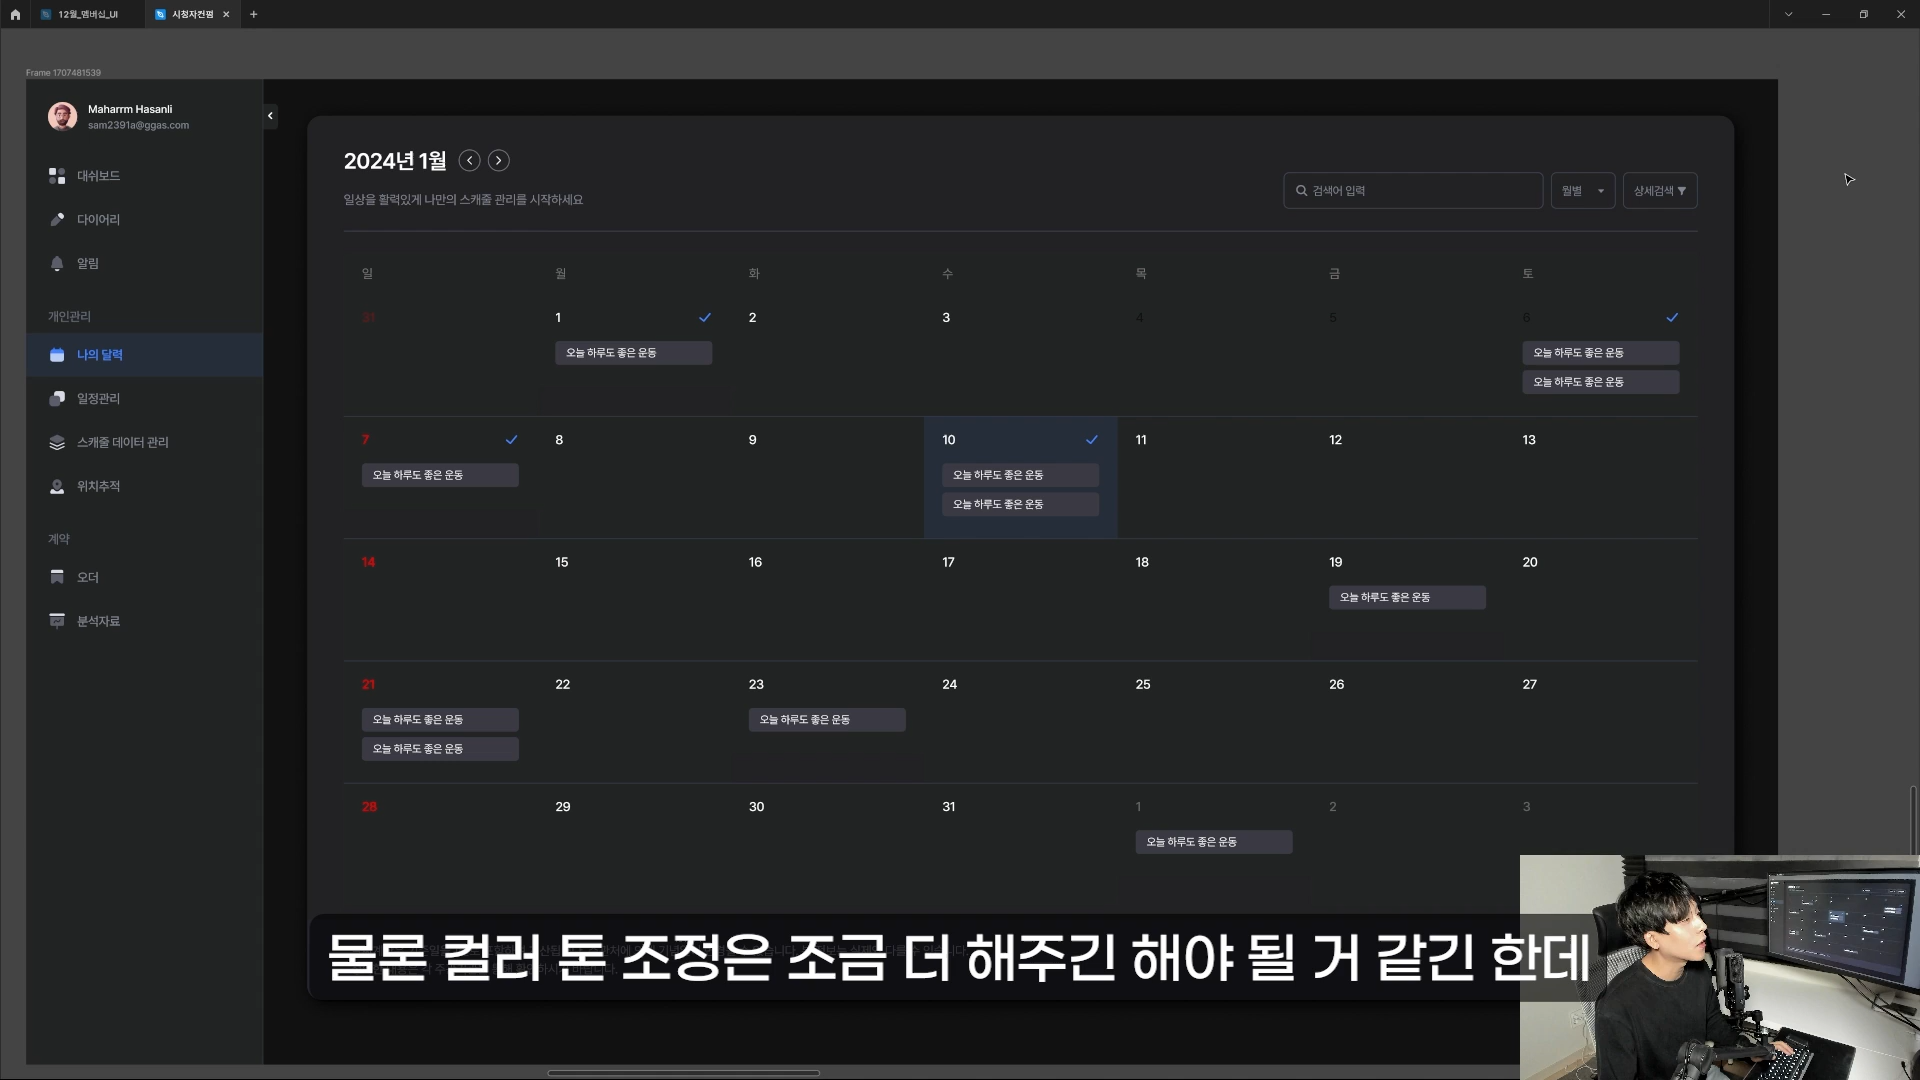 12월_멤버십_UI
시청자컨펌
Frame 1707481539
Maharrm Hasanli
sam2391a@ggas.com
대쉬보드
다이어리
알림
개인관리
나의 달력
일정관리
스캐줄 데이터 관리
위치추적
계약
오더
분석자료
2024년 1월
일상을 활력있게 나만의 스캐줄 관리를 시작하세요
검색어 입력
월별
상세검색
일 월 화 수 목 금 토
31 1 2 3 4 5 6
오늘 하루도 좋은 운동 오늘 하루도 좋은 운동
오늘 하루도 좋은 운동
7 8 9 10 11 12 13
오늘 하루도 좋은 운동 오늘 하루도 좋은 운동
오늘 하루도 좋은 운동
14 15 16 17 18 19 20
오늘 하루도 좋은 운동
21 22 23 24 25 26 27
오늘 하루도 좋은 운동 오늘 하루도 좋은 운동
오늘 하루도 좋은 운동
28 29 30 31 1 2 3
오늘 하루도 좋은 운동
물론 컬러 톤 조정은 조금 더 해주긴 해야 될 거 같긴 한데